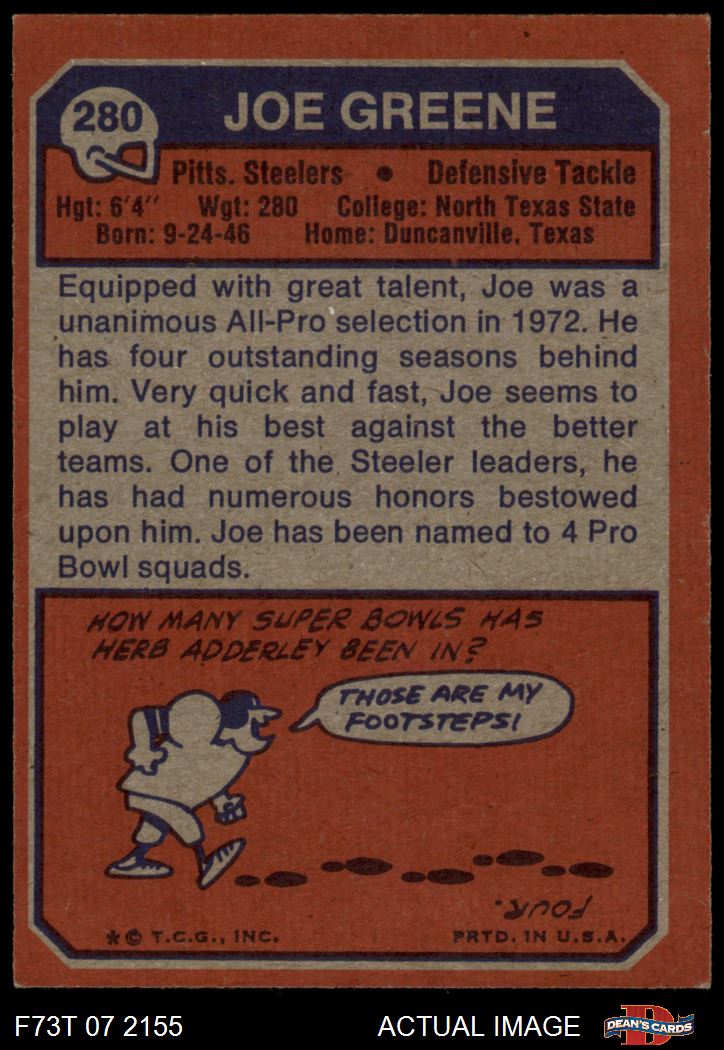 280
JOE GREENE
Pitts. Steelers • Defensive Tackle
Hgt: 6'4" Wgt: 280 College: North Texas State
Born: 9-24-46 Home: Duncanville, Texas
Equipped with great talent, Joe was a
unanimous All-Pro selection in 1972. He
has four outstanding seasons behind
him. Very quick and fast, Joe seems to
play at his best against the better
teams. One of the Steeler leaders, he
has had numerous honors bestowed
upon him. Joe has been named to 4 Pro
Bowl squads.
HOW MANY SUPER BOWLS HAS
HERB ADDERLEY BEEN IN?
THOSE ARE MY
FOOTSTEPS!
FOUR.
* © T.C.G., INC. PRTD. IN U.S.A.
F73T 07 2155 ACTUAL IMAGE DEAN'S CARDS